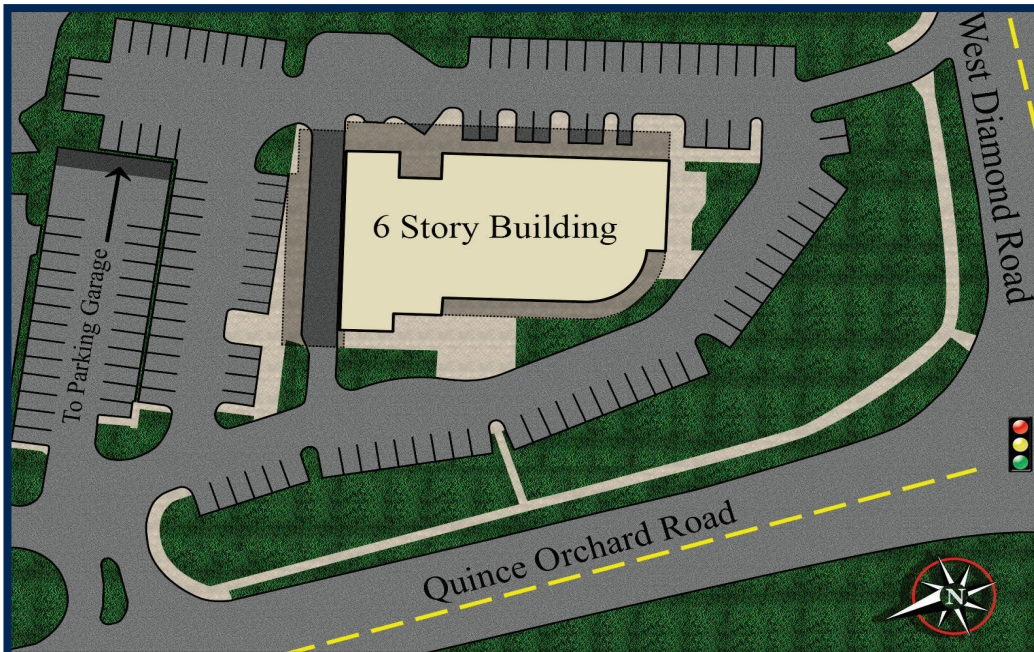 West Diamond Road
6 Story Building
To Parking Garage
Quince Orchard Road
N